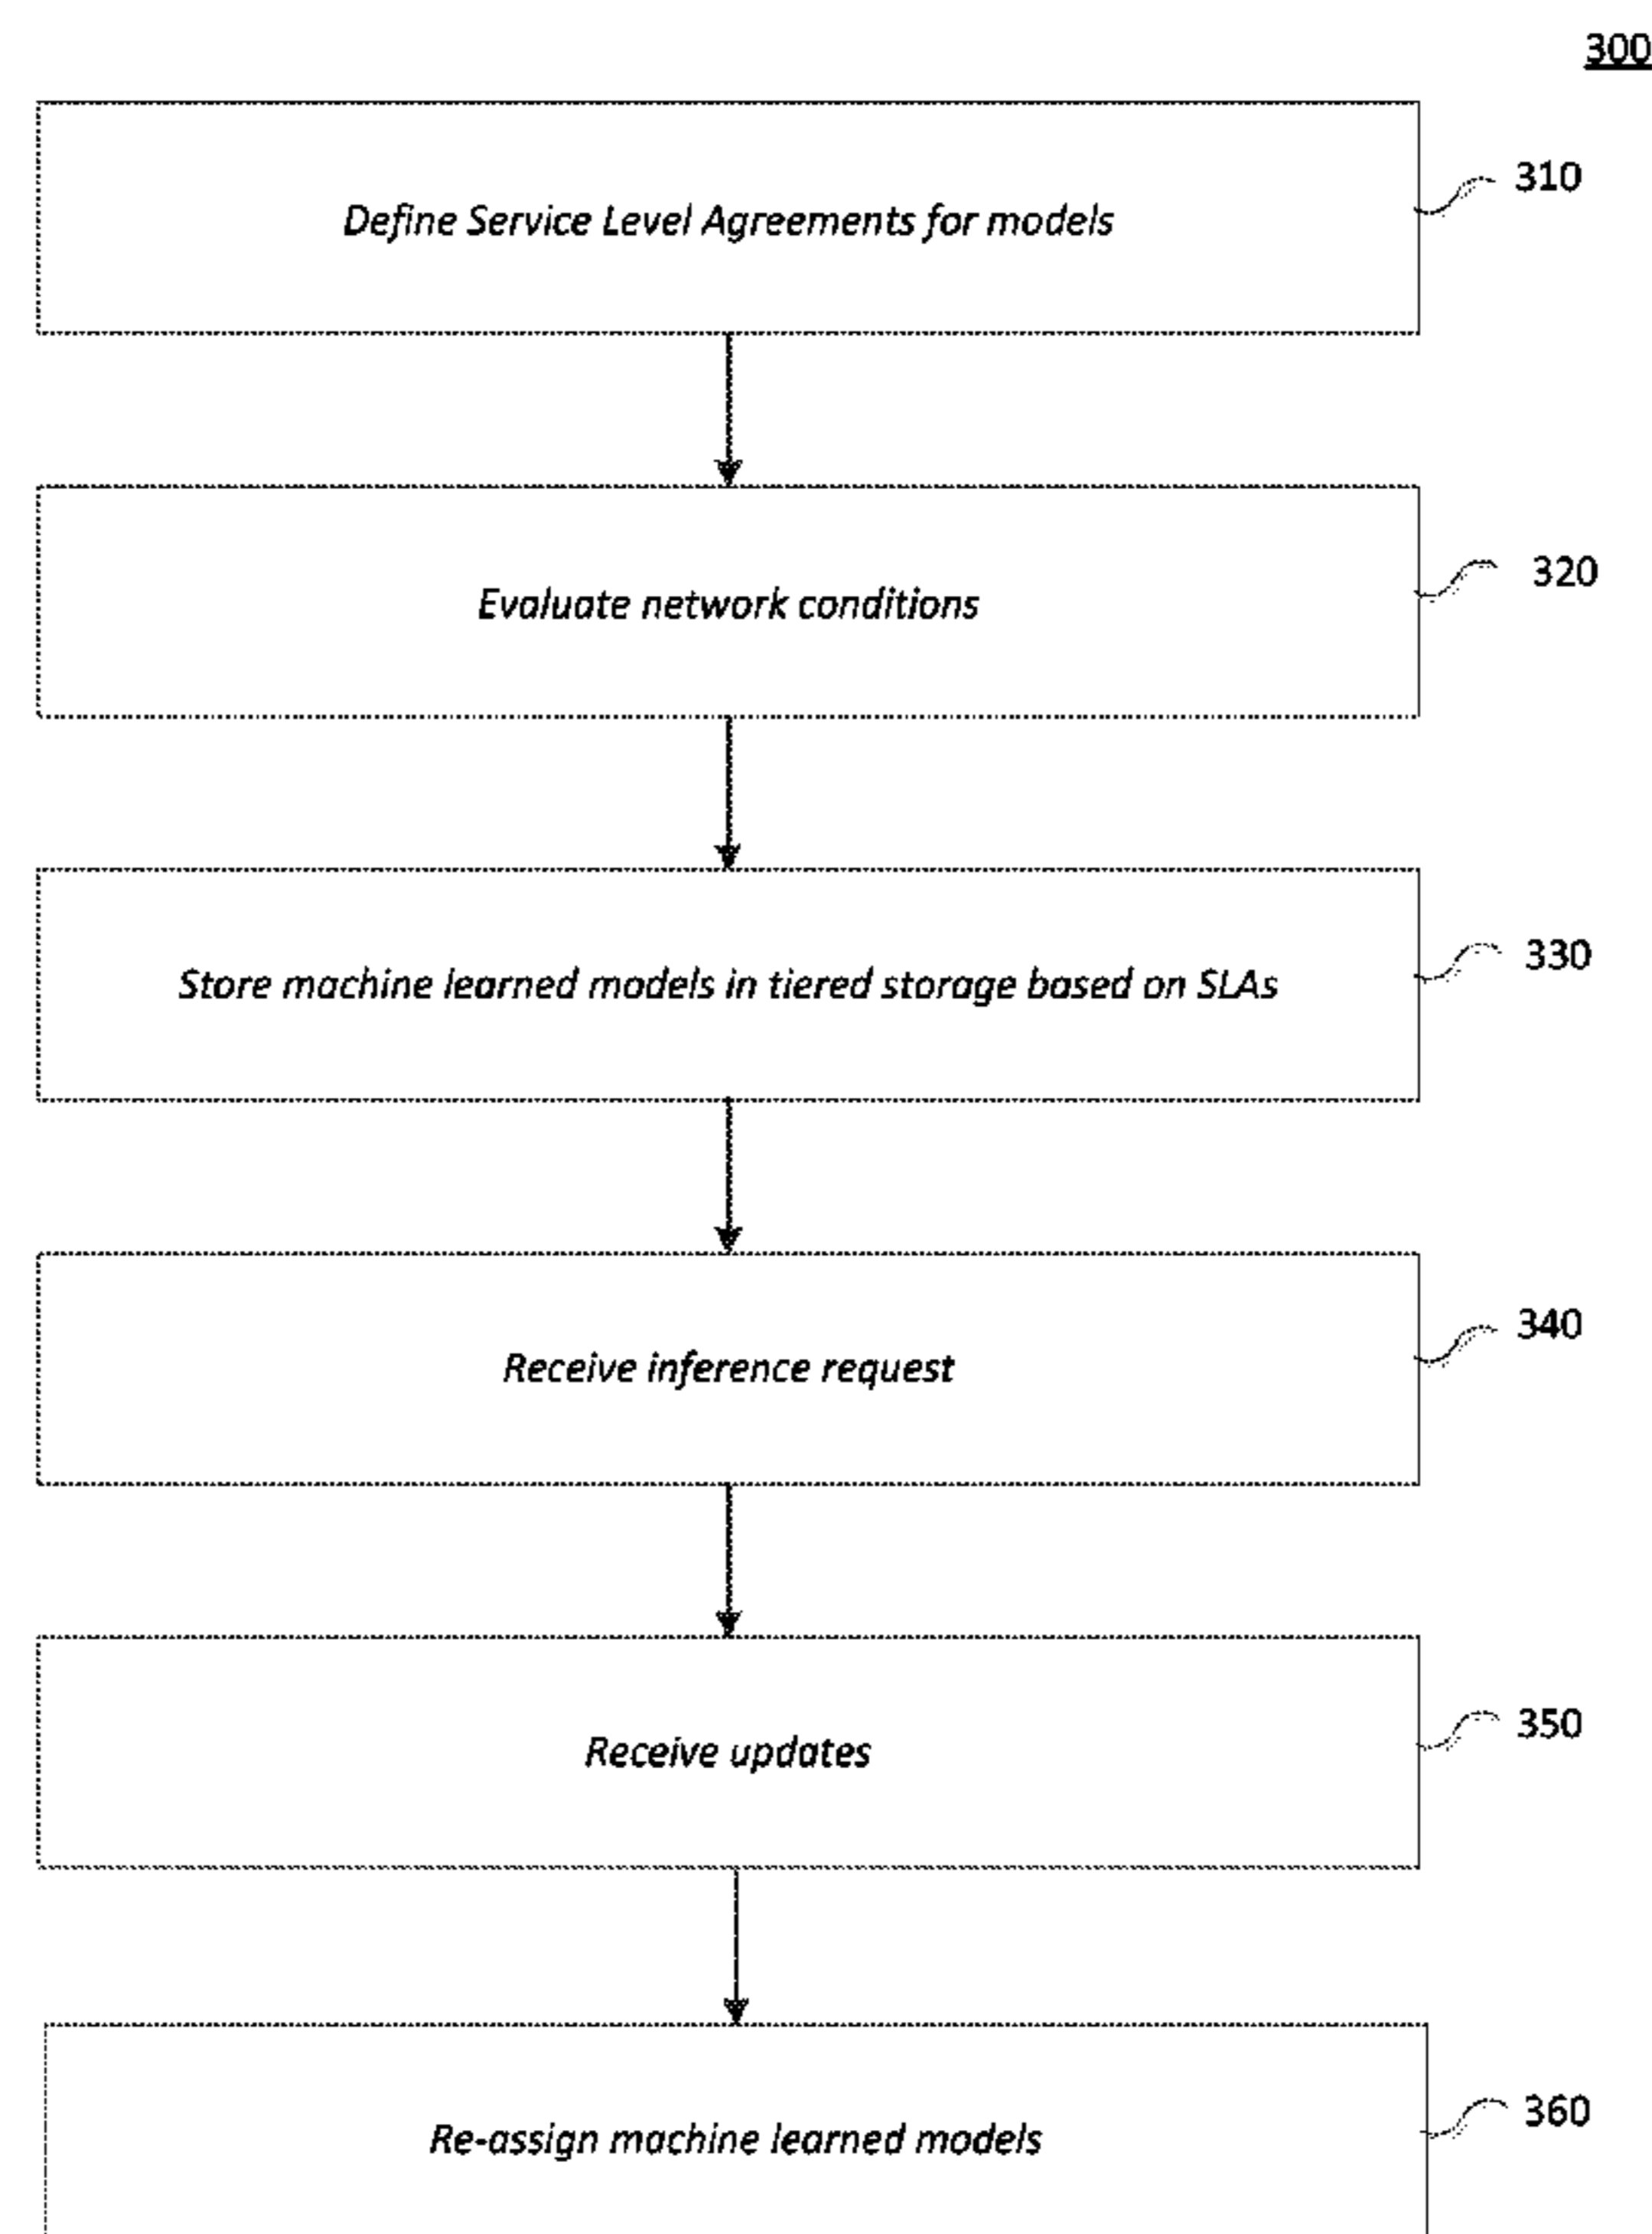 300
Define Service Level Agreements for models
310
Evaluate network conditions
320
Store machine learned models in tiered storage based on SLAs
330
Receive inference request
340
Receive updates
350
Re-assign machine learned models
360